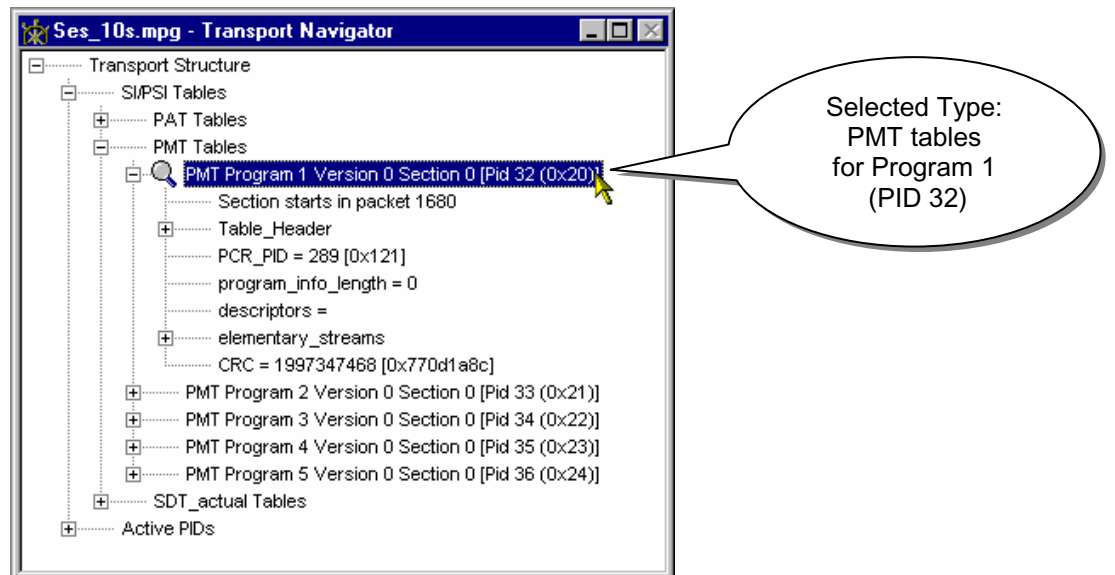 Ses_10s.mpg - Transport Navigator
Transport Structure
SI/PSI Tables
PAT Tables
PMT Tables
PMT Program 1 Version 0 Section 0 [Pid 32 (0x20)]
Section starts in packet 1680
Table_Header
PCR_PID = 289 [0x121]
program_info_length = 0
descriptors =
elementary_streams
CRC = 1997347468 [0x770d1a8c]
PMT Program 2 Version 0 Section 0 [Pid 33 (0x21)]
PMT Program 3 Version 0 Section 0 [Pid 34 (0x22)]
PMT Program 4 Version 0 Section 0 [Pid 35 (0x23)]
PMT Program 5 Version 0 Section 0 [Pid 36 (0x24)]
SDT_actual Tables
Active PIDs
Selected Type:
PMT tables
for Program 1
(PID 32)